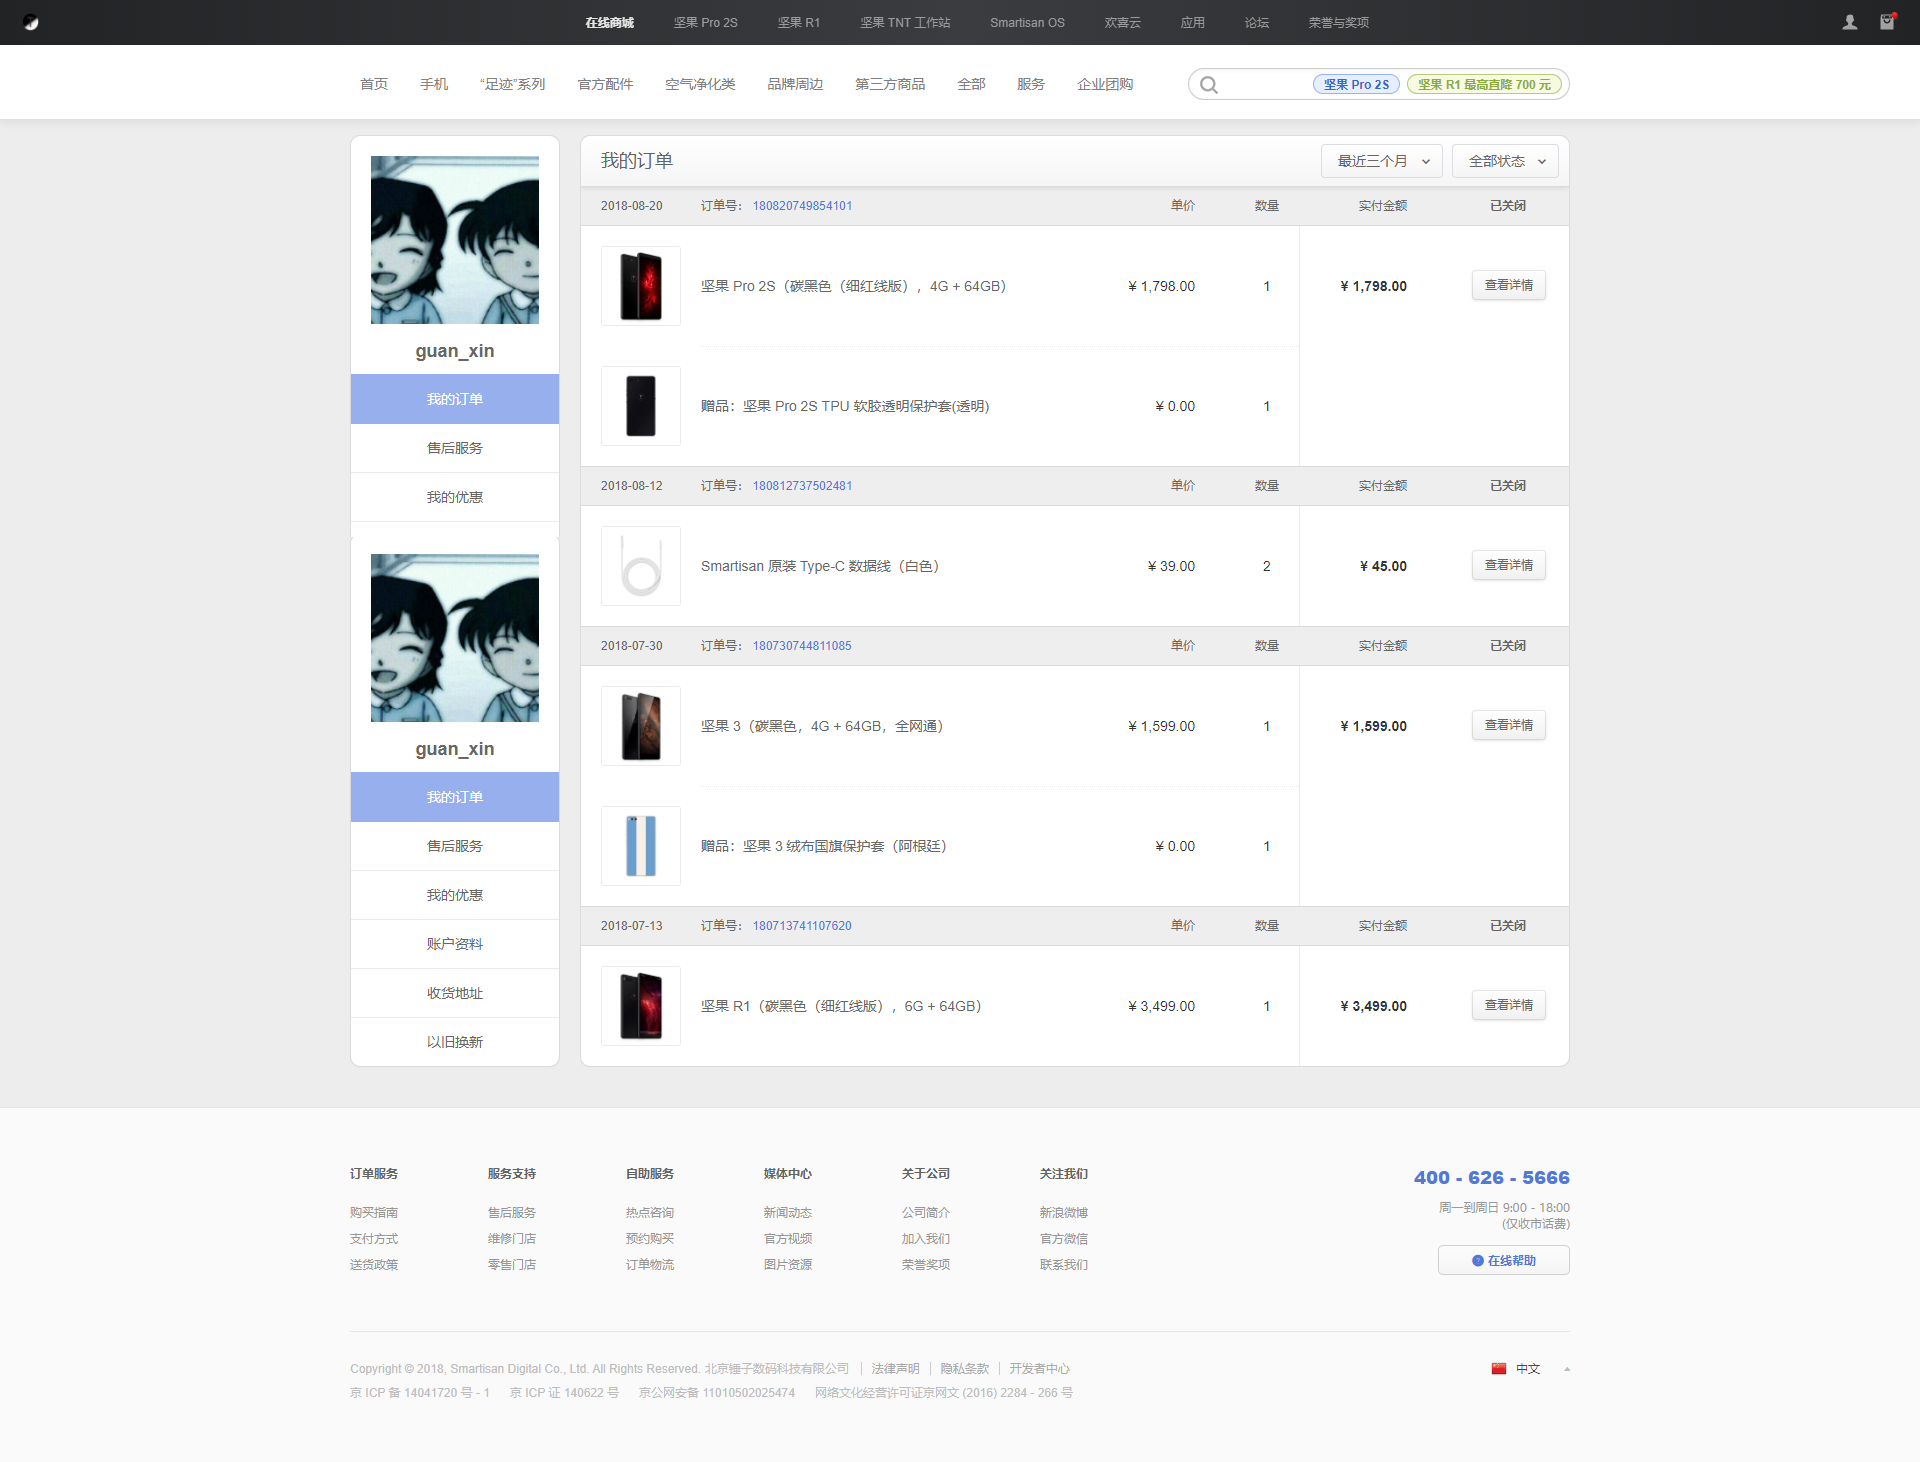 在线商城 坚果 Pro 2S 坚果 R1 坚果 TNT 工作站 Smartisan OS 欢喜云 应用 论坛 荣誉与奖项
首页 手机 “足迹”系列 官方配件 空气净化类 品牌周边 第三方商品 全部 服务 企业团购 坚果 Pro 2S 坚果 R1 最高直降 700 元
guan_xin
我的订单
售后服务
我的优惠
guan_xin
我的订单
售后服务
我的优惠
账户资料
收货地址
以旧换新
我的订单 最近三个月 全部状态
2018-08-20 订单号： 180820749854101 单价 数量 实付金额 已关闭
坚果 Pro 2S（碳黑色（细红线版），4G + 64GB） ¥ 1,798.00 1 ¥ 1,798.00 查看详情
赠品：坚果 Pro 2S TPU 软胶透明保护套(透明) ¥ 0.00 1
2018-08-12 订单号： 180812737502481 单价 数量 实付金额 已关闭
Smartisan 原装 Type-C 数据线（白色） ¥ 39.00 2 ¥ 45.00 查看详情
2018-07-30 订单号： 180730744811085 单价 数量 实付金额 已关闭
坚果 3（碳黑色，4G + 64GB，全网通） ¥ 1,599.00 1 ¥ 1,599.00 查看详情
赠品：坚果 3 绒布国旗保护套（阿根廷） ¥ 0.00 1
2018-07-13 订单号： 180713741107620 单价 数量 实付金额 已关闭
坚果 R1（碳黑色（细红线版），6G + 64GB） ¥ 3,499.00 1 ¥ 3,499.00 查看详情
订单服务 服务支持 自助服务 媒体中心 关于公司 关注我们
购买指南 售后服务 热点咨询 新闻动态 公司简介 新浪微博
支付方式 维修门店 预约购买 官方视频 加入我们 官方微信
送货政策 零售门店 订单物流 图片资源 荣誉奖项 联系我们
400 - 626 - 5666
周一到周日 9:00 - 18:00
(仅收市话费)
在线帮助
Copyright © 2018, Smartisan Digital Co., Ltd. All Rights Reserved. 北京锤子数码科技有限公司 法律声明 隐私条款 开发者中心 中文
京 ICP 备 14041720 号 - 1 京 ICP 证 140622 号 京公网安备 11010502025474 网络文化经营许可证京网文 (2016) 2284 - 266 号